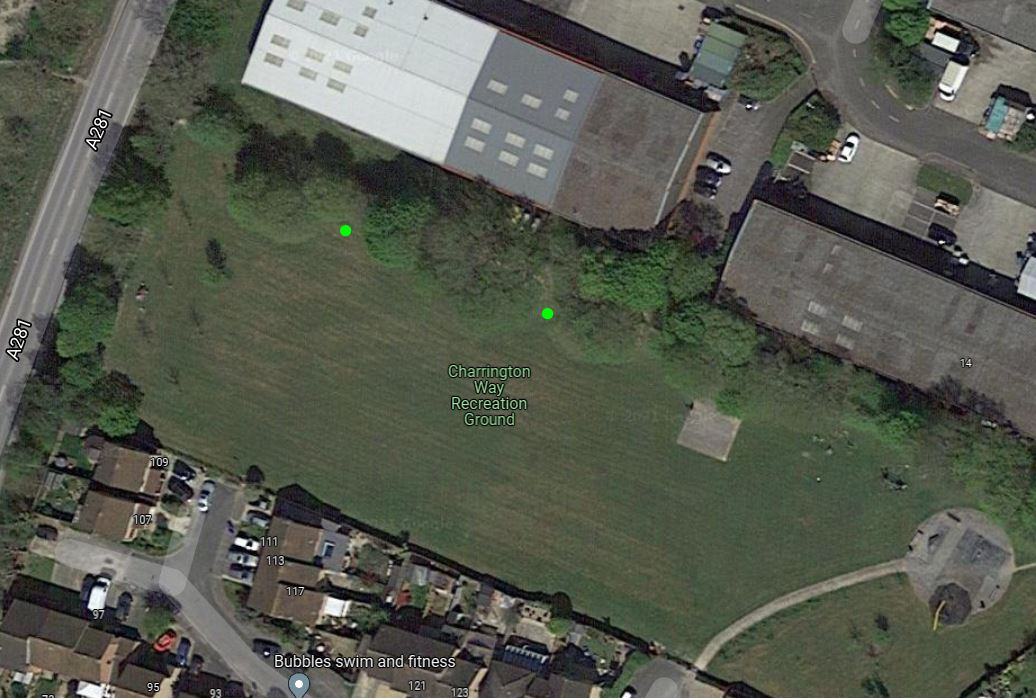 A281
A281
14
Charrington
Way
Recreation
Ground
109
107
111
113
117
97
Bubbles swim and fitness
95
93
121
123